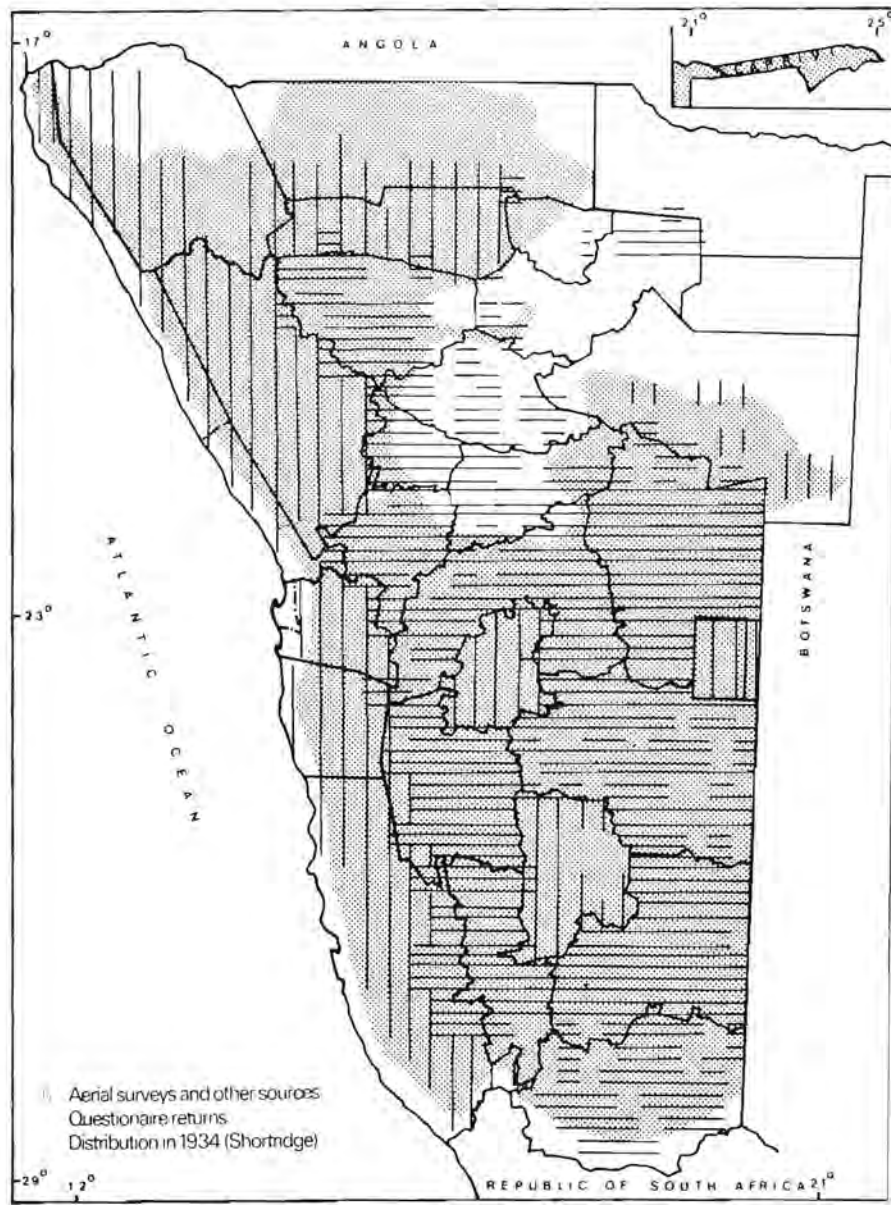 21° 25°
17°
ANGOLA
CAPRIVI
ATLANTIC OCEAN
23°
BOTSWANA
Aerial surveys and other sources
Questionaire returns
Distribution in 1934 (Shortridge)
29°
12°
REPUBLIC OF SOUTH AFRICA
21°